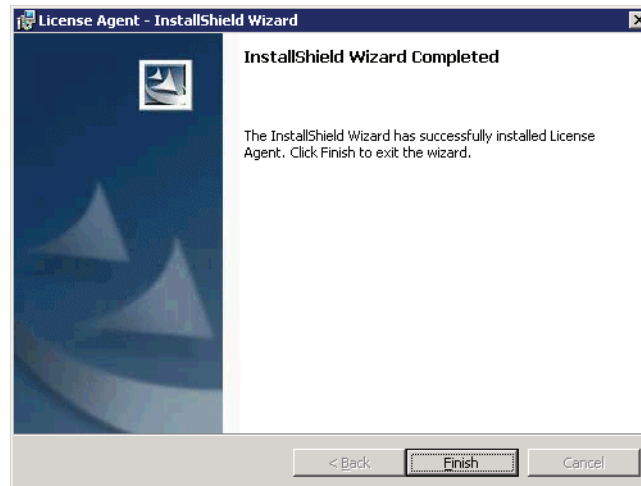 License Agent - InstallShield Wizard
InstallShield Wizard Completed
The InstallShield Wizard has successfully installed License
Agent. Click Finish to exit the wizard.
< Back Finish Cancel